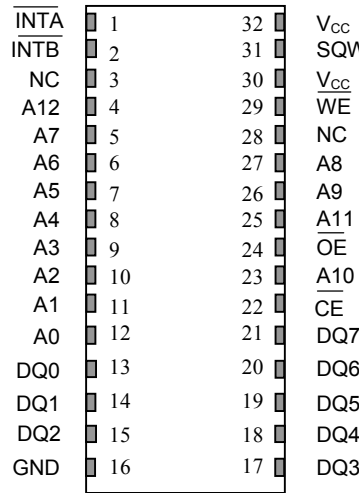 INTA 1 32 VCC
INTB 2 31 SQW
NC 3 30 VCC
A12 4 29 WE
A7 5 28 NC
A6 6 27 A8
A5 7 26 A9
A4 8 25 A11
A3 9 24 OE
A2 10 23 A10
A1 11 22 CE
A0 12 21 DQ7
DQ0 13 20 DQ6
DQ1 14 19 DQ5
DQ2 15 18 DQ4
GND 16 17 DQ3